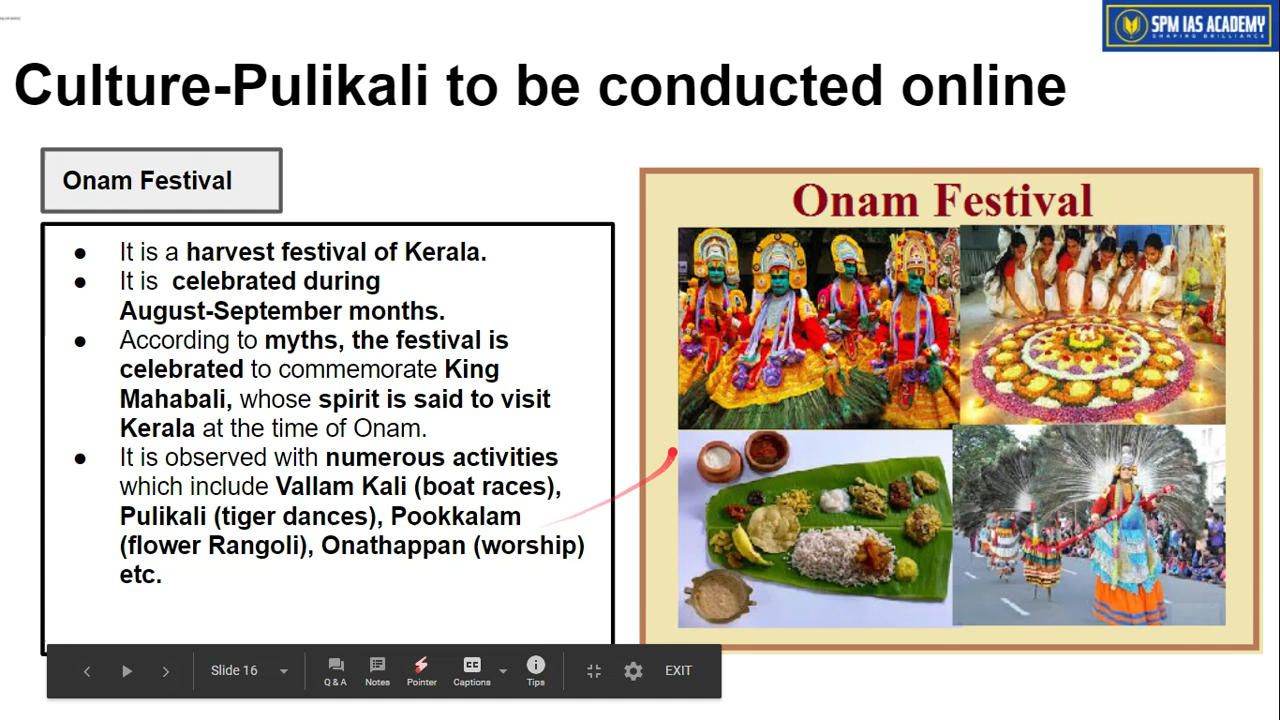 SPM IAS ACADEMY
SHAPING BRILLIANCE
Culture-Pulikali to be conducted online
Onam Festival
● It is a harvest festival of Kerala.
● It is celebrated during
August-September months.
● According to myths, the festival is
celebrated to commemorate King
Mahabali, whose spirit is said to visit
Kerala at the time of Onam.
● It is observed with numerous activities
which include Vallam Kali (boat races),
Pulikali (tiger dances), Pookkalam
(flower Rangoli), Onathappan (worship)
etc.
Onam Festival
Slide 16
Q & A
Notes
Pointer
CC
Captions
Tips
EXIT